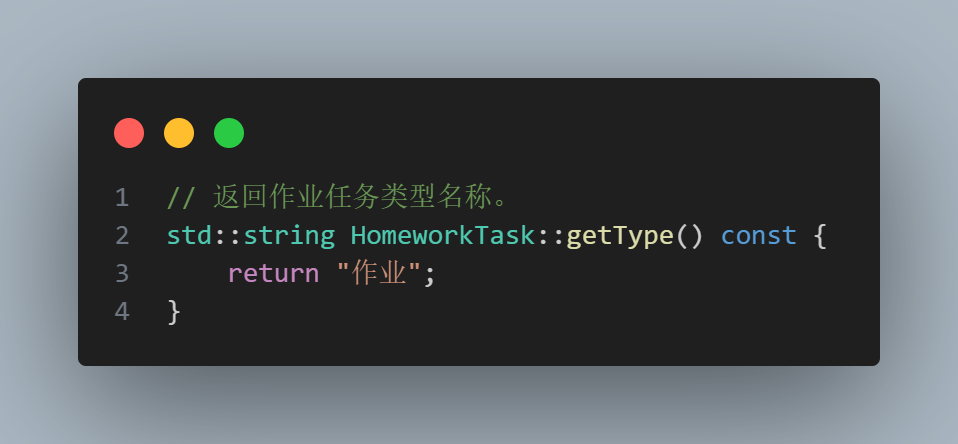 1 // 返回作业任务类型名称。
2 std::string HomeworkTask::getType() const {
3     return "作业";
4 }